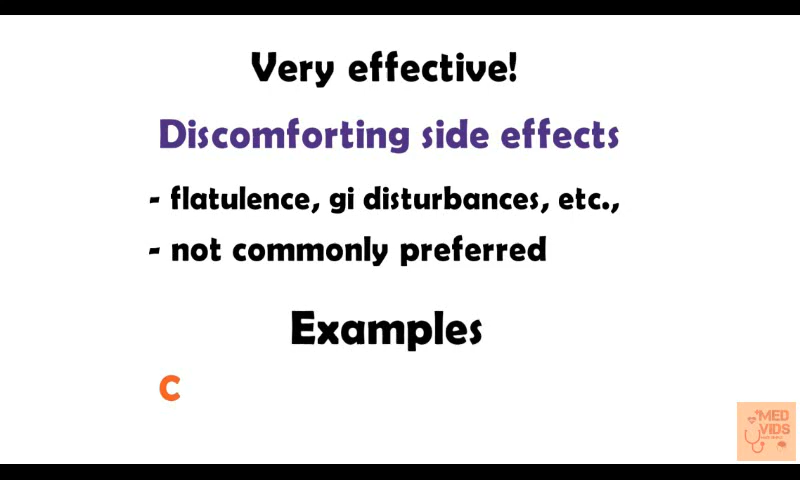 Very effective!
Discomforting side effects
- flatulence, gi disturbances, etc.,
- not commonly preferred
Examples
C
MED
VIDS